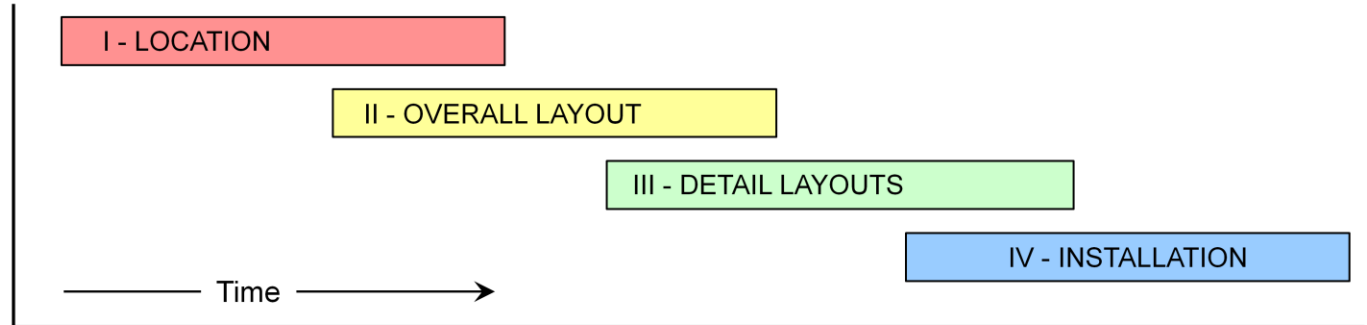 I - LOCATION
II - OVERALL LAYOUT
III - DETAIL LAYOUTS
IV - INSTALLATION
Time